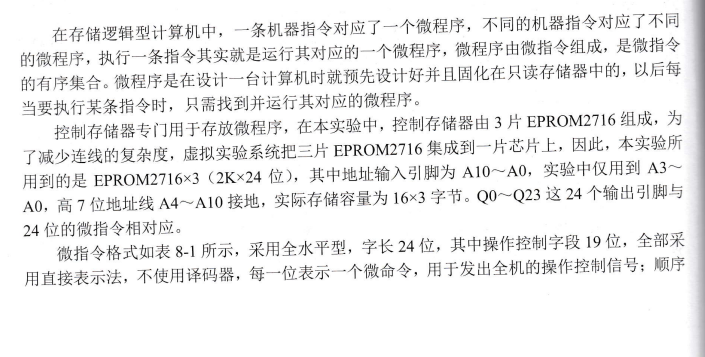 在存储逻辑型计算机中，一条机器指令对应了一个微程序，不同的机器指令对应了不同
的微程序，执行一条指令其实就是运行其对应的一个微程序，微程序由微指令组成，是微指令
的有序集合。微程序是在设计一台计算机时就预先设计好并且固化在只读存储器中的，以后每
当要执行某条指令时，只需找到并运行其对应的微程序。
控制存储器专门用于存放微程序，在本实验中，控制存储器由 3 片 EPROM2716 组成，为
了减少连线的复杂度，虚拟实验系统把三片 EPROM2716 集成到一片芯片上，因此，本实验所
用到的是 EPROM2716×3（2K×24 位），其中地址输入引脚为 A10～A0，实验中仅用到 A3～
A0，高 7 位地址线 A4～A10 接地，实际存储容量为 16×3 字节。Q0～Q23 这 24 个输出引脚与
24 位的微指令相对应。
微指令格式如表 8-1 所示，采用全水平型，字长 24 位，其中操作控制字段 19 位，全部采
用直接表示法，不使用译码器，每一位表示一个微命令，用于发出全机的操作控制信号；顺序